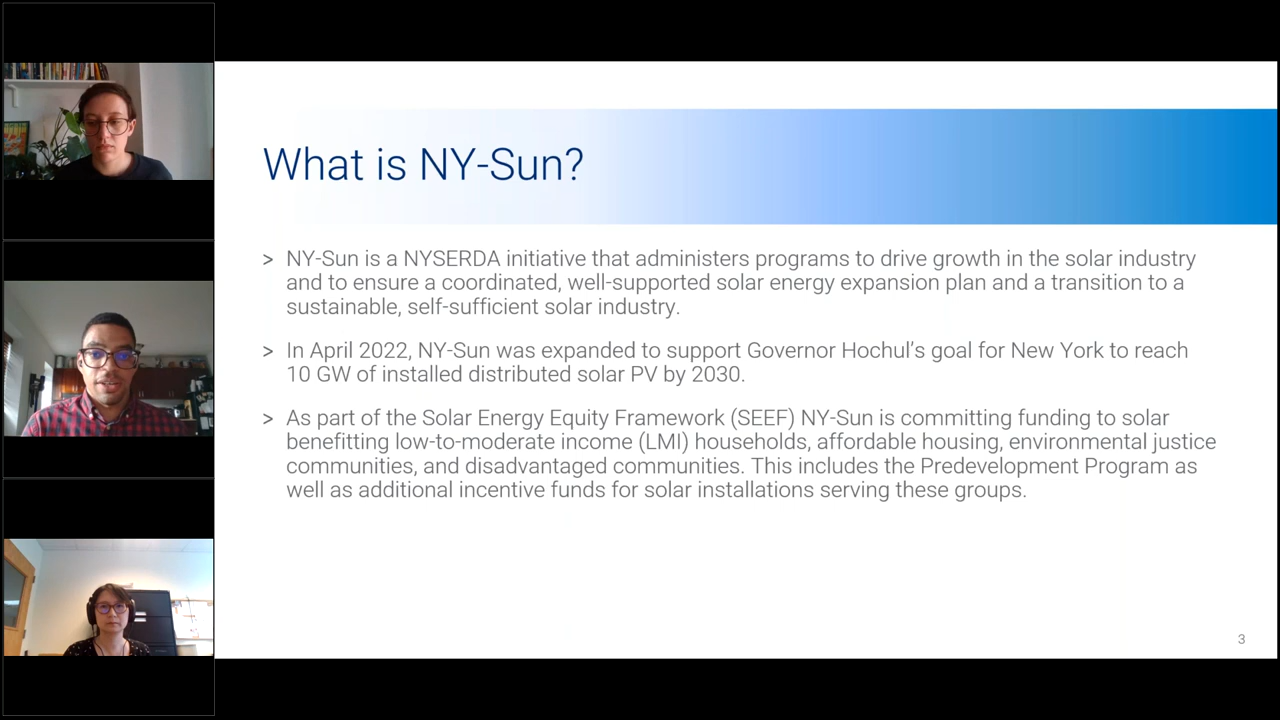 What is NY-Sun?
> NY-Sun is a NYSERDA initiative that administers programs to drive growth in the solar industry
and to ensure a coordinated, well-supported solar energy expansion plan and a transition to a
sustainable, self-sufficient solar industry.
> In April 2022, NY-Sun was expanded to support Governor Hochul’s goal for New York to reach
10 GW of installed distributed solar PV by 2030.
> As part of the Solar Energy Equity Framework (SEEF) NY-Sun is committing funding to solar
benefitting low-to-moderate income (LMI) households, affordable housing, environmental justice
communities, and disadvantaged communities. This includes the Predevelopment Program as
well as additional incentive funds for solar installations serving these groups.
3